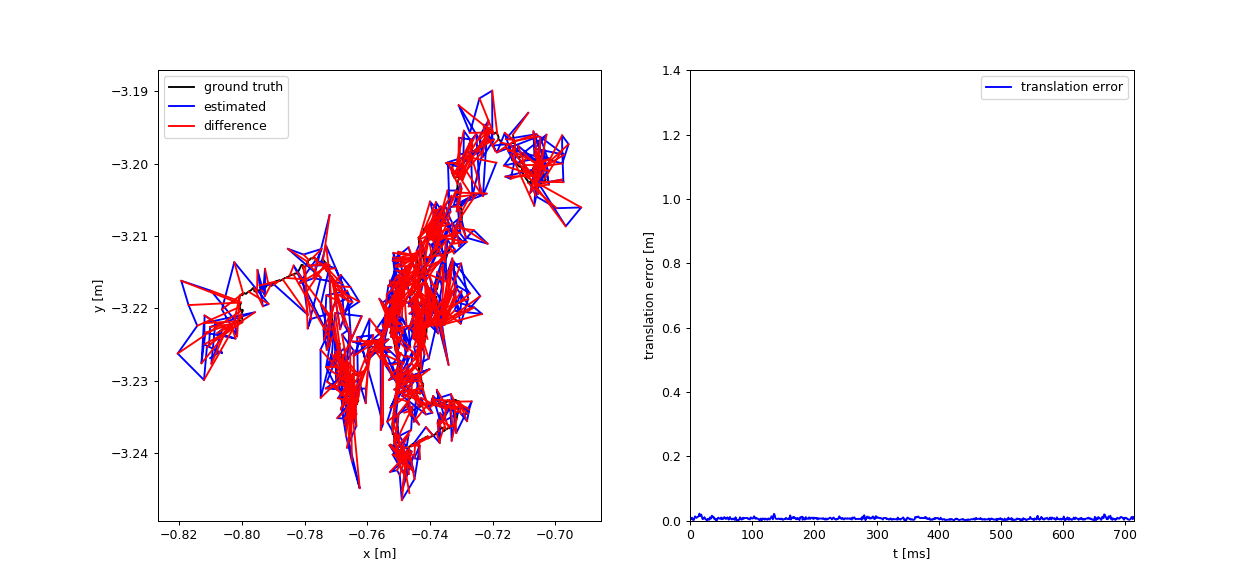 ground truth
estimated
difference
−3.19
−3.20
−3.21
−3.22
−3.23
−3.24
y [m]
−0.82 −0.80 −0.78 −0.76 −0.74 −0.72 −0.70
x [m]
translation error
1.4
1.2
1.0
0.8
0.6
0.4
0.2
0.0
translation error [m]
0 100 200 300 400 500 600 700
t [ms]